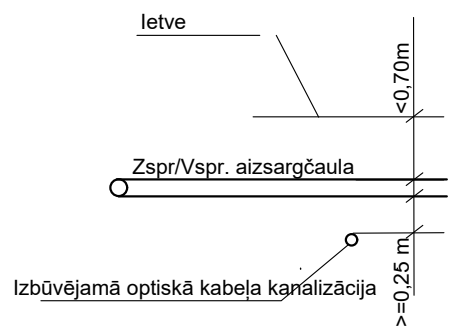 Ietve
<0,70m
Zspr/Vspr. aizsargčaula
Izbūvējamā optiskā kabeļa kanalizācija
>=0,25 m